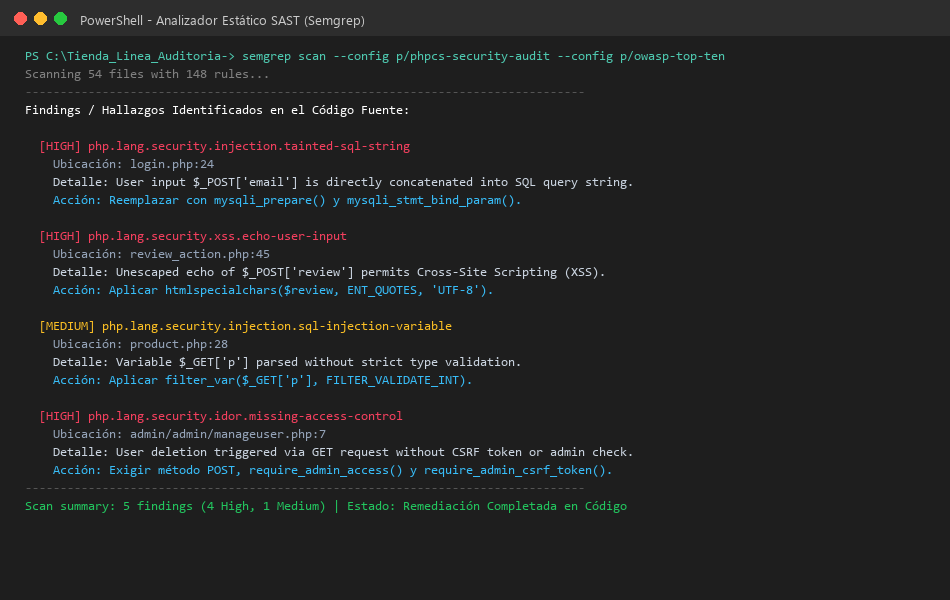 PowerShell - Analizador Estático SAST (Semgrep)
PS C:\Tienda_Linea_Auditoria-> semgrep scan --config p/phpcs-security-audit --config p/owasp-top-ten
Scanning 54 files with 148 rules...
--------------------------------------------------------------------------------
Findings / Hallazgos Identificados en el Código Fuente:
[HIGH] php.lang.security.injection.tainted-sql-string
Ubicación: login.php:24
Detalle: User input $_POST['email'] is directly concatenated into SQL query string.
Acción: Reemplazar con mysqli_prepare() y mysqli_stmt_bind_param().
[HIGH] php.lang.security.xss.echo-user-input
Ubicación: review_action.php:45
Detalle: Unescaped echo of $_POST['review'] permits Cross-Site Scripting (XSS).
Acción: Aplicar htmlspecialchars($review, ENT_QUOTES, 'UTF-8').
[MEDIUM] php.lang.security.injection.sql-injection-variable
Ubicación: product.php:28
Detalle: Variable $_GET['p'] parsed without strict type validation.
Acción: Aplicar filter_var($_GET['p'], FILTER_VALIDATE_INT).
[HIGH] php.lang.security.idor.missing-access-control
Ubicación: admin/admin/manageuser.php:7
Detalle: User deletion triggered via GET request without CSRF token or admin check.
Acción: Exigir método POST, require_admin_access() y require_admin_csrf_token().
--------------------------------------------------------------------------------
Scan summary: 5 findings (4 High, 1 Medium) | Estado: Remediación Completada en Código